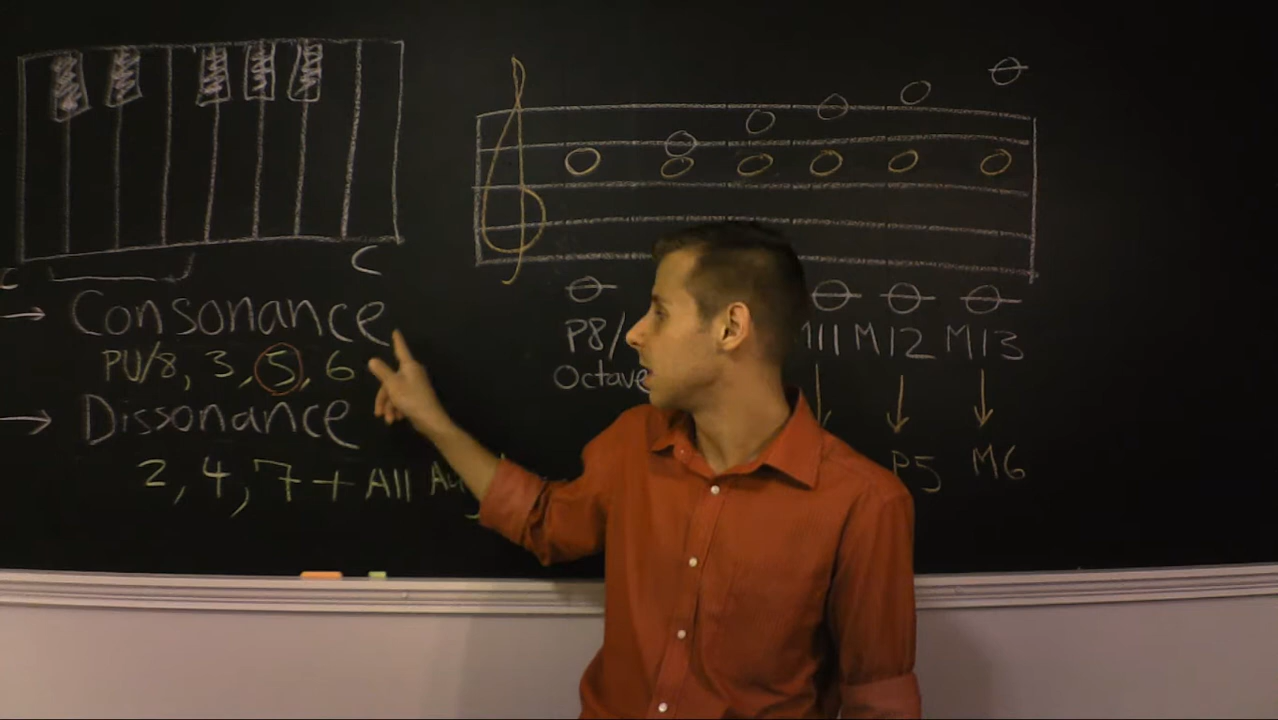 C
C
→ Consonance
PU/8, 3, 5, 6
→ Dissonance
2, 4, 7 + All
P8/
Octave
M12 M13
P5 M6